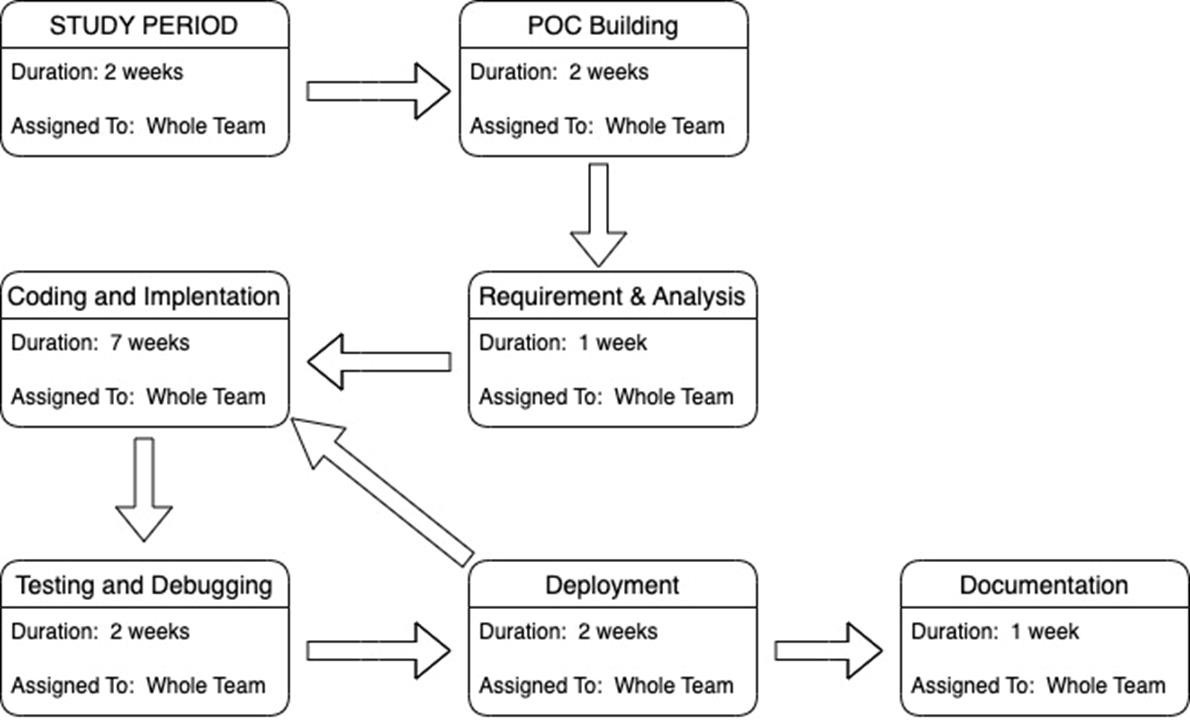 STUDY PERIOD
Duration: 2 weeks
Assigned To: Whole Team
POC Building
Duration: 2 weeks
Assigned To: Whole Team
Requirement & Analysis
Duration: 1 week
Assigned To: Whole Team
Coding and Implentation
Duration: 7 weeks
Assigned To: Whole Team
Testing and Debugging
Duration: 2 weeks
Assigned To: Whole Team
Deployment
Duration: 2 weeks
Assigned To: Whole Team
Documentation
Duration: 1 week
Assigned To: Whole Team